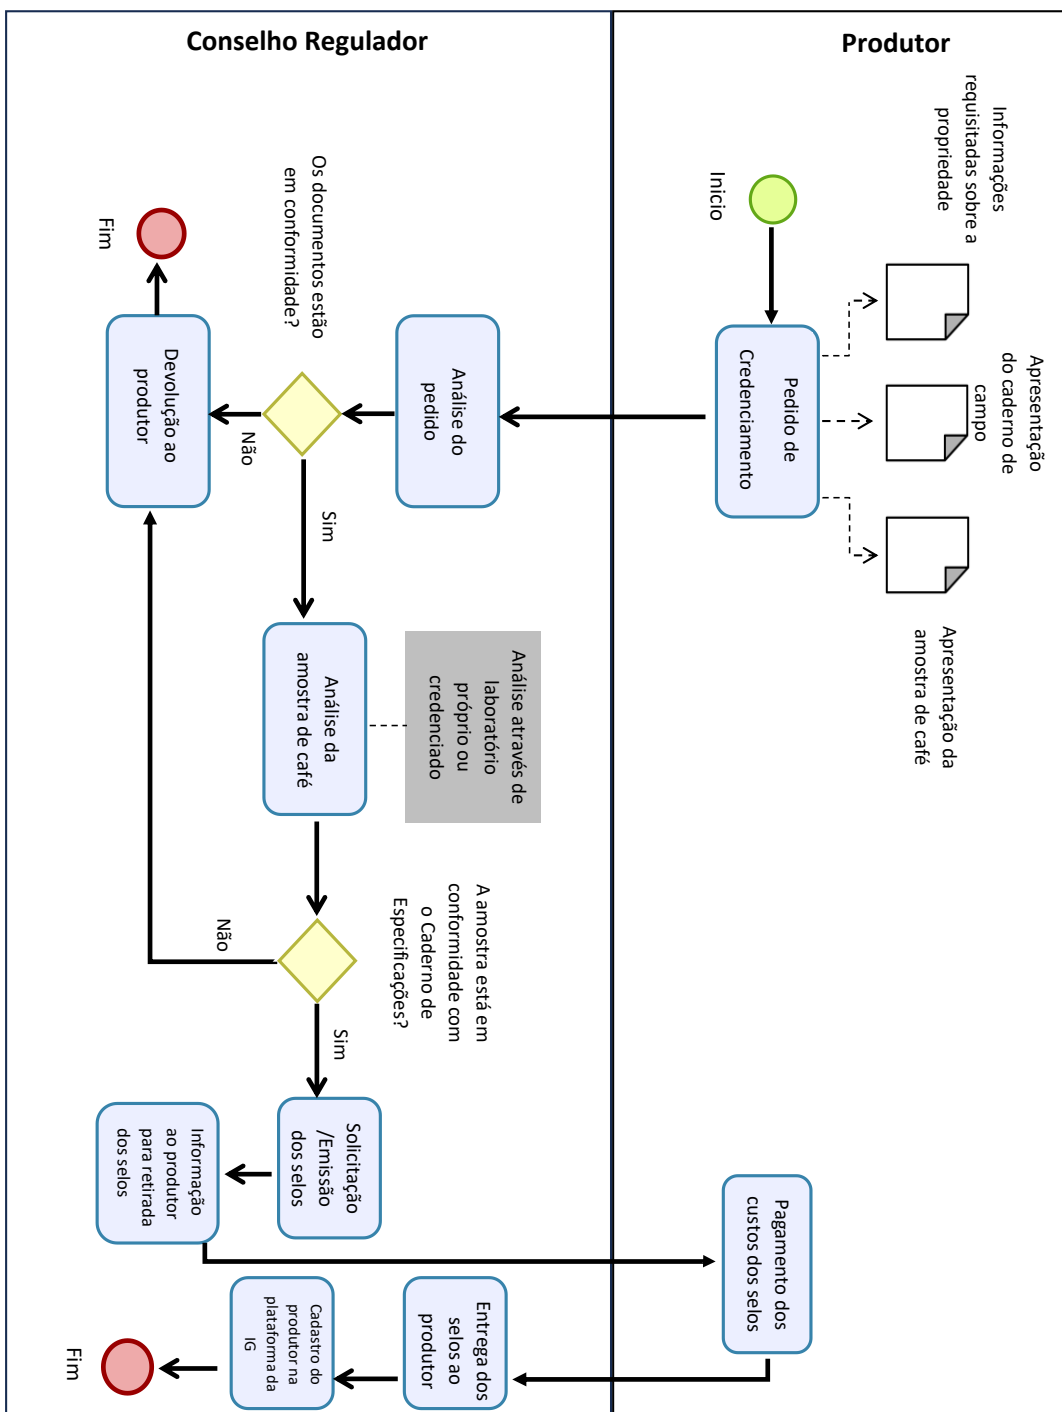 Produtor
Informações
requisitadas sobre a
propriedade
Apresentação
do caderno de
campo
Apresentação da
amostra de café
Inicio
Pedido de
Credenciamento
Pagamento dos
custos dos selos
Conselho Regulador
Análise do
pedido
Os documentos estão
em conformidade?
Não
Sim
Devolução ao
produtor
Fim
Análise através de
laboratório
próprio ou
credenciado
Análise da
amostra de café
A amostra está em
conformidade com
o Caderno de
Especificações?
Não
Sim
Solicitação
/Emissão
dos selos
Informação
ao produtor
para retirada
dos selos
Entrega dos
selos ao
produtor
Cadastro do
produtor na
plataforma da
IG
Fim